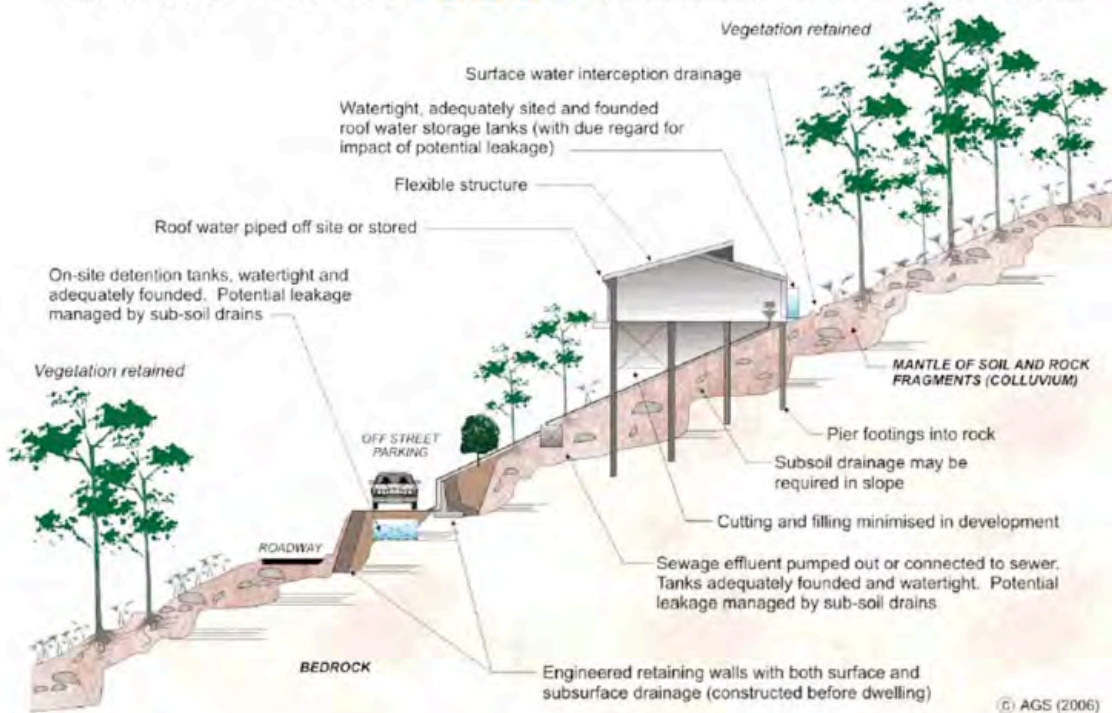 Vegetation retained
Surface water interception drainage
Watertight, adequately sited and founded
roof water storage tanks (with due regard for
impact of potential leakage)
Flexible structure
Roof water piped off site or stored
On-site detention tanks, watertight and
adequately founded. Potential leakage
managed by sub-soil drains
Vegetation retained
MANTLE OF SOIL AND ROCK
FRAGMENTS (COLLUVIUM)
OFF STREET
PARKING
Pier footings into rock
Subsoil drainage may be
required in slope
Cutting and filling minimised in development
ROADWAY
Sewage effluent pumped out or connected to sewer.
Tanks adequately founded and watertight. Potential
leakage managed by sub-soil drains
BEDROCK
Engineered retaining walls with both surface and
subsurface drainage (constructed before dwelling)
© AGS (2006)